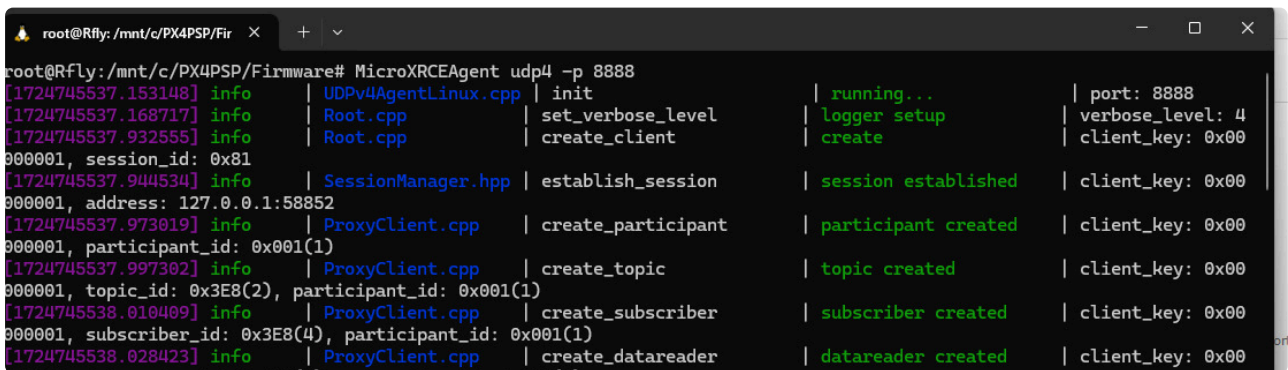 root@Rfly: /mnt/c/PX4PSP/Fir
root@Rfly:/mnt/c/PX4PSP/Firmware# MicroXRCEAgent udp4 -p 8888
[1724745537.153148] info | UDPv4AgentLinux.cpp | init | running... | port: 8888
[1724745537.168717] info | Root.cpp | set_verbose_level | logger setup | verbose_level: 4
[1724745537.932555] info | Root.cpp | create_client | create | client_key: 0x00
000001, session_id: 0x81
[1724745537.944534] info | SessionManager.hpp | establish_session | session established | client_key: 0x00
000001, address: 127.0.0.1:58852
[1724745537.973019] info | ProxyClient.cpp | create_participant | participant created | client_key: 0x00
000001, participant_id: 0x001(1)
[1724745537.997302] info | ProxyClient.cpp | create_topic | topic created | client_key: 0x00
000001, topic_id: 0x3E8(2), participant_id: 0x001(1)
[1724745538.010409] info | ProxyClient.cpp | create_subscriber | subscriber created | client_key: 0x00
000001, subscriber_id: 0x3E8(4), participant_id: 0x001(1)
[1724745538.028423] info | ProxyClient.cpp | create_datareader | datareader created | client_key: 0x00